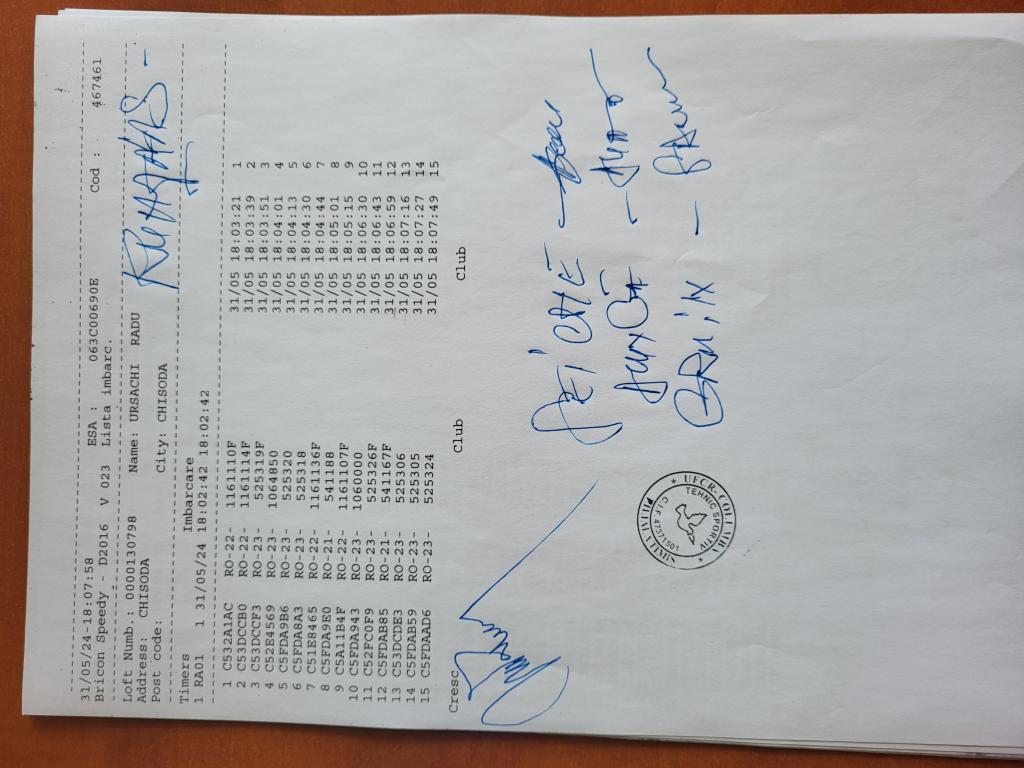 31/05/24-18:07:58 ESA : 063C00690E
Bricon Speedy - D2016 V 023 Lista imbarc. Cod : 467461
Loft Numb.: 0000130798 Name: URSACHI RADU
Address: CHISODA
Post code: City: CHISODA
Timers Imbarcare
1 RA01 1 31/05/24 18:02:42 18:02:42
1 C532A1AC RO-22- 1161110F 31/05 18:03:21 1
2 C53DCCB0 RO-22- 1161114F 31/05 18:03:39 2
3 C53DCCF3 RO-23- 525319F 31/05 18:03:51 3
4 C52E4569 RO-23- 1064850 31/05 18:04:01 4
5 C5FDA9B6 RO-23- 525320 31/05 18:04:13 5
6 C5FDA8A3 RO-23- 525318 31/05 18:04:30 6
7 C51E8465 RO-22- 1161136F 31/05 18:04:44 7
8 C5FDA9E0 RO-21- 541188 31/05 18:05:01 8
9 C5A11B4F RO-22- 1161107F 31/05 18:05:15 9
10 C5FDA943 RO-23- 1060000 31/05 18:06:30 10
11 C52FC0F9 RO-23- 525326F 31/05 18:06:43 11
12 C5FDAB85 RO-21- 541167F 31/05 18:06:59 12
13 C53DCDE3 RO-23- 525306 31/05 18:07:16 13
14 C5FDAB59 RO-23- 525305 31/05 18:07:27 14
15 C5FDAAD6 RO-23- 525324 31/05 18:07:49 15
Cresc Club Club
UFCR-COLUMBA
TEHNIC SPORTIV